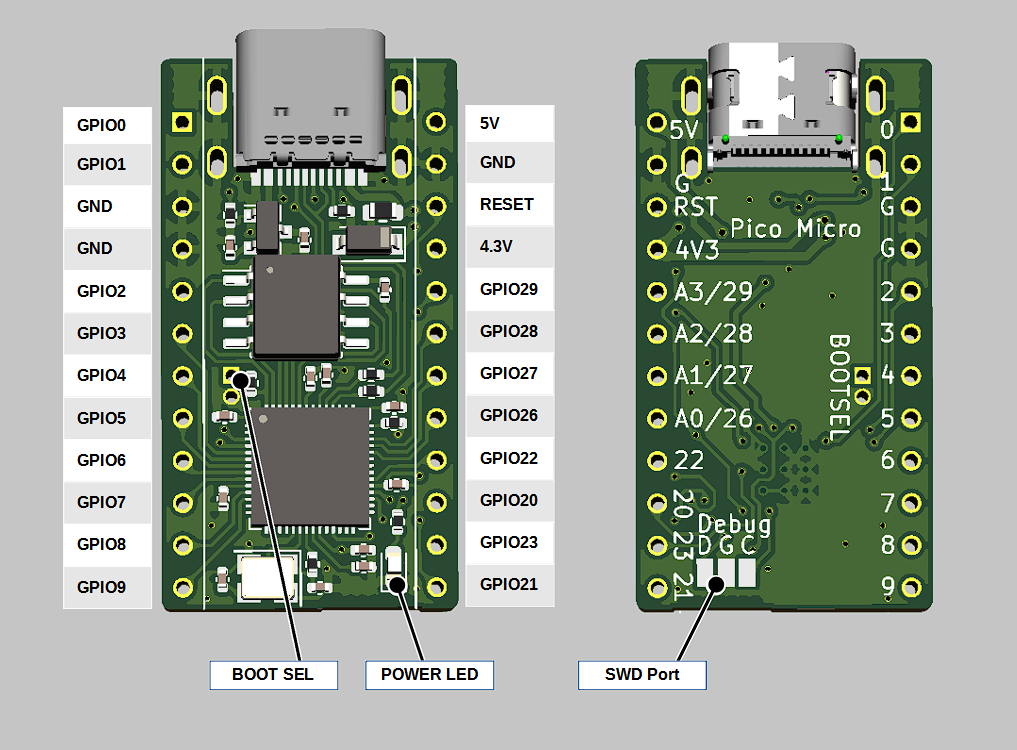 GPIO0
GPIO1
GND
GND
GPIO2
GPIO3
GPIO4
GPIO5
GPIO6
GPIO7
GPIO8
GPIO9
5V
GND
RESET
4.3V
GPIO29
GPIO28
GPIO27
GPIO26
GPIO22
GPIO20
GPIO23
GPIO21
BOOT SEL
POWER LED
5V
G
RST
4V3
A3/29
A2/28
A1/27
A0/26
22
20
23
21
Pico Micro
BOOTSEL
Debug
D G C
0
1
G
G
2
3
4
5
6
7
8
9
SWD Port